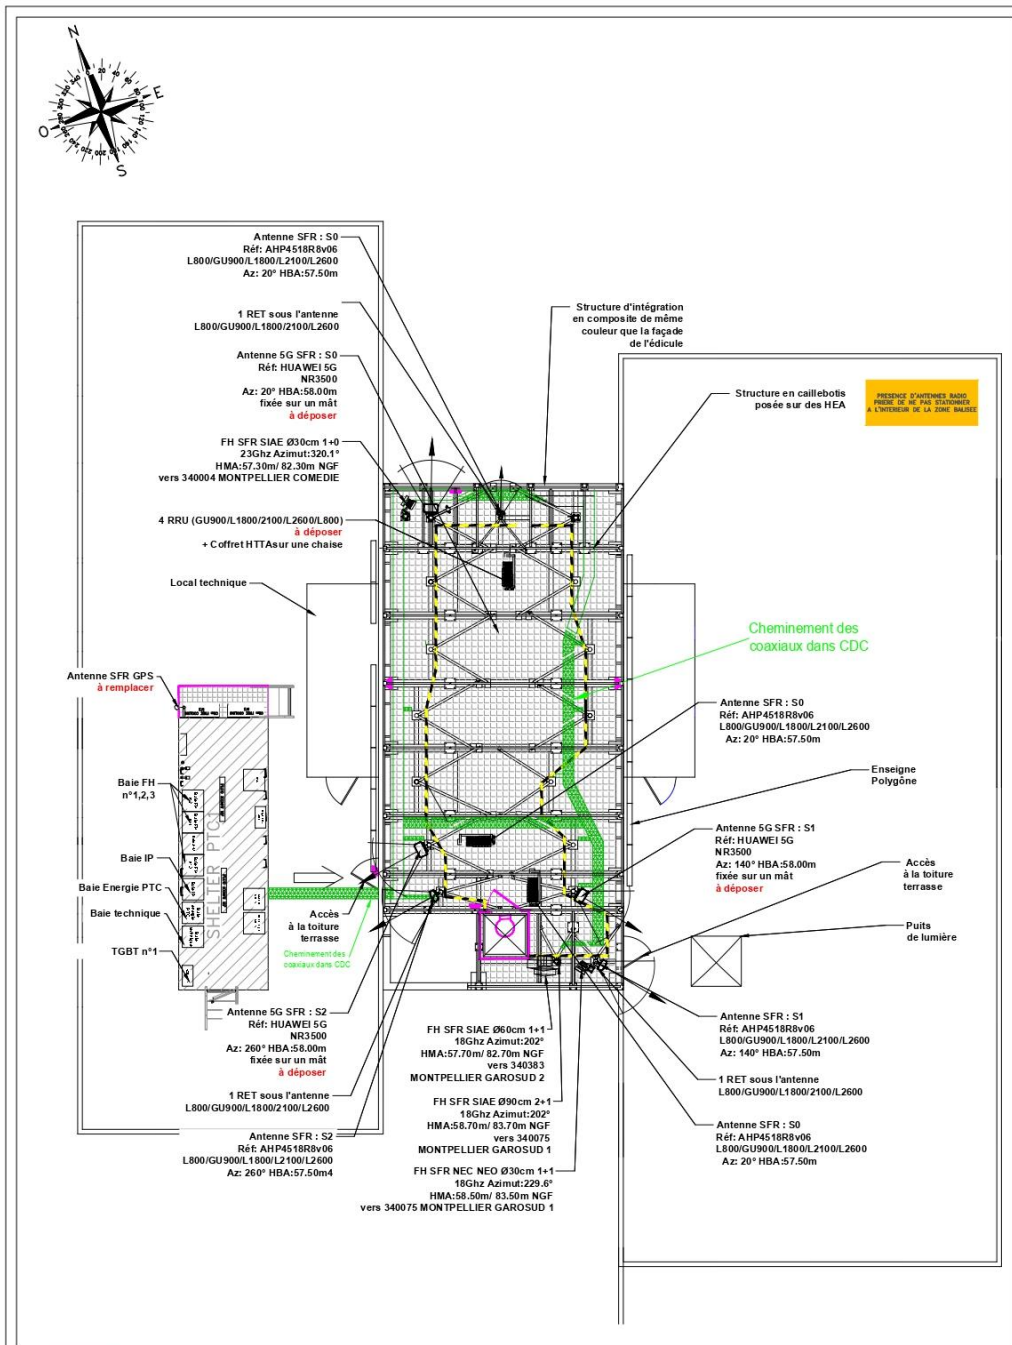 N
E
S
O
Antenne SFR : S0
Réf: AHP4518R8v06
L800/GU900/L1800/L2100/L2600
Az: 20° HBA:57.50m
1 RET sous l'antenne
L800/GU900/L1800/2100/L2600
Antenne 5G SFR : S0
Réf: HUAWEI 5G
NR3500
Az: 20° HBA:58.00m
fixée sur un mât
à déposer
FH SFR SIAE Ø30cm 1+0
23Ghz Azimut:320.1°
HMA:57.30m/ 82.30m NGF
vers 340004 MONTPELLIER COMEDIE
4 RRU (GU900/L1800/2100/L2600/L800)
à déposer
+ Coffret HTTAsur une chaise
Local technique
Antenne SFR GPS
à remplacer
Baie FH
n°1,2,3
Baie IP
Baie Energie PTC
Baie technique
TGBT n°1
SHELTER PTC
Structure d'intégration
en composite de même
couleur que la façade
de l'édicule
Structure en caillebotis
posée sur des HEA
PRESENCE D'ANTENNES RADIO
PRIERE DE NE PAS STATIONNER
A L'INTERIEUR DE LA ZONE BALISEE
Cheminement des
coaxiaux dans CDC
Antenne SFR : S0
Réf: AHP4518R8v06
L800/GU900/L1800/L2100/L2600
Az: 20° HBA:57.50m
Enseigne
Polygône
Antenne 5G SFR : S1
Réf: HUAWEI 5G
NR3500
Az: 140° HBA:58.00m
fixée sur un mât
à déposer
Accès
à la toiture
terrasse
Puits
de lumière
Accès
à la toiture
terrasse
Cheminement des
coaxiaux dans CDC
Antenne 5G SFR : S2
Réf: HUAWEI 5G
NR3500
Az: 260° HBA:58.00m
fixée sur un mât
à déposer
1 RET sous l'antenne
L800/GU900/L1800/2100/L2600
Antenne SFR : S2
Réf: AHP4518R8v06
L800/GU900/L1800/L2100/L2600
Az: 260° HBA:57.50m4
FH SFR SIAE Ø60cm 1+1
18Ghz Azimut:202°
HMA:57.70m/ 82.70m NGF
vers 340383
MONTPELLIER GAROSUD 2
FH SFR SIAE Ø90cm 2+1
18Ghz Azimut:202°
HMA:58.70m/ 83.70m NGF
vers 340075
MONTPELLIER GAROSUD 1
FH SFR NEC NEO Ø30cm 1+1
18Ghz Azimut:229.6°
HMA:58.50m/ 83.50m NGF
vers 340075 MONTPELLIER GAROSUD 1
Antenne SFR : S1
Réf: AHP4518R8v06
L800/GU900/L1800/L2100/L2600
Az: 140° HBA:57.50m
1 RET sous l'antenne
L800/GU900/L1800/2100/L2600
Antenne SFR : S0
Réf: AHP4518R8v06
L800/GU900/L1800/L2100/L2600
Az: 20° HBA:57.50m